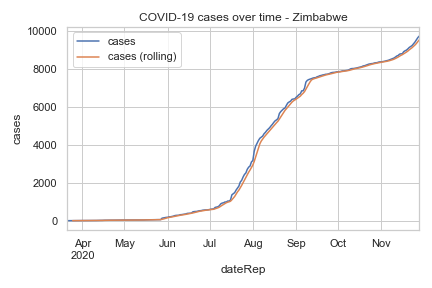 COVID-19 cases over time - Zimbabwe
cases
cases (rolling)
10000
8000
6000
4000
2000
0
cases
Apr
2020
May
Jun
Jul
Aug
Sep
Oct
Nov
dateRep